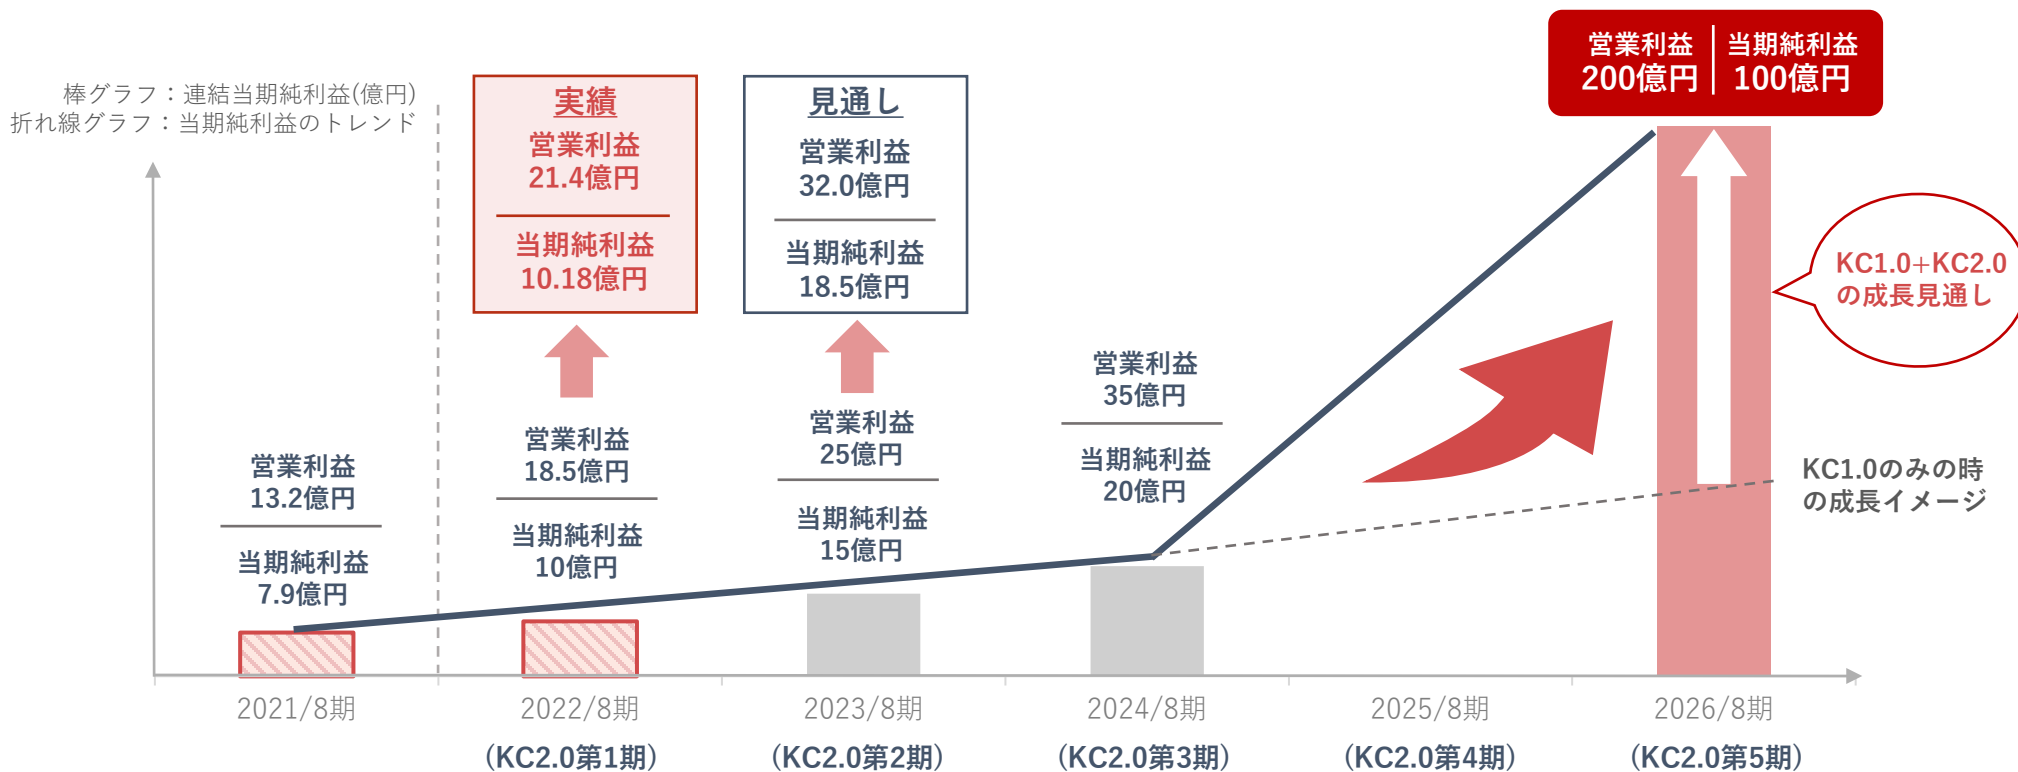 棒グラフ：連結当期純利益(億円)
折れ線グラフ：当期純利益のトレンド
営業利益
13.2億円
当期純利益
7.9億円
実績
営業利益
21.4億円
当期純利益
10.18億円
営業利益
18.5億円
当期純利益
10億円
見通し
営業利益
32.0億円
当期純利益
18.5億円
営業利益
25億円
当期純利益
15億円
営業利益
35億円
当期純利益
20億円
営業利益
200億円
当期純利益
100億円
KC1.0+KC2.0
の成長見通し
KC1.0のみの時
の成長イメージ
2021/8期
2022/8期
2023/8期
2024/8期
2025/8期
2026/8期
(KC2.0第1期)
(KC2.0第2期)
(KC2.0第3期)
(KC2.0第4期)
(KC2.0第5期)